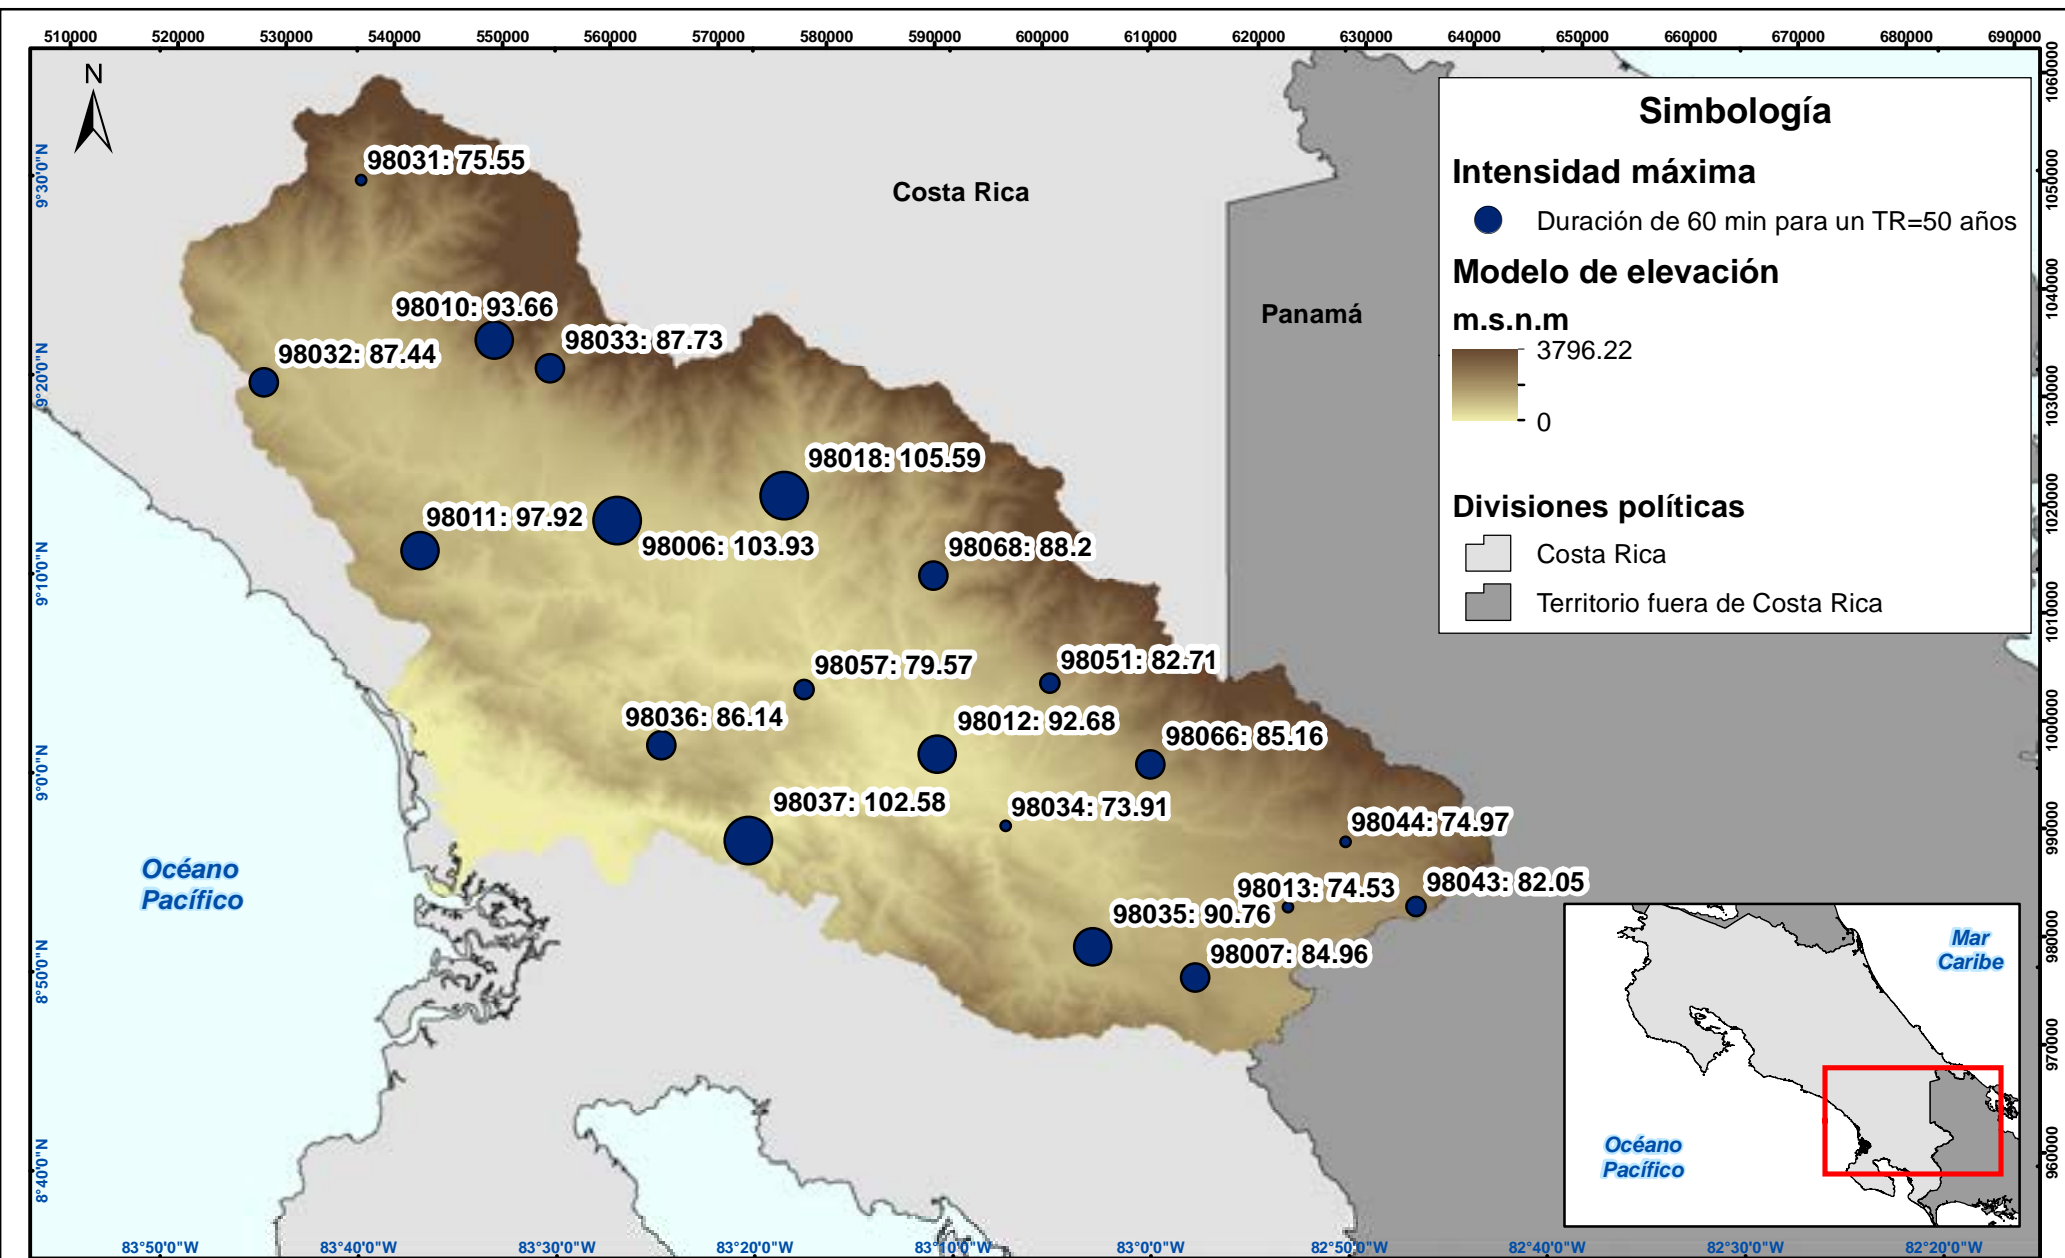 510000 520000 530000 540000 550000 560000 570000 580000 590000 600000 610000 620000 630000 640000 650000 660000 670000 680000 690000
N
Simbología
Intensidad máxima
Duración de 60 min para un TR=50 años
Modelo de elevación
m.s.n.m
3796.22
0
Divisiones políticas
Costa Rica
Territorio fuera de Costa Rica
Costa Rica
Panamá
98031: 75.55
98010: 93.66
98033: 87.73
98032: 87.44
98018: 105.59
98011: 97.92
98006: 103.93
98068: 88.2
98057: 79.57
98051: 82.71
98036: 86.14
98012: 92.68
98066: 85.16
98037: 102.58
98034: 73.91
98044: 74.97
98013: 74.53
98043: 82.05
98035: 90.76
98007: 84.96
Océano
Pacífico
Mar
Caribe
Océano
Pacífico
9°30'0"N
9°20'0"N
9°10'0"N
9°0'0"N
8°50'0"N
8°40'0"N
1060000
1050000
1040000
1030000
1020000
1010000
1000000
990000
980000
970000
960000
83°50'0"W 83°40'0"W 83°30'0"W 83°20'0"W 83°10'0"W 83°0'0"W 82°50'0"W 82°40'0"W 82°30'0"W 82°20'0"W